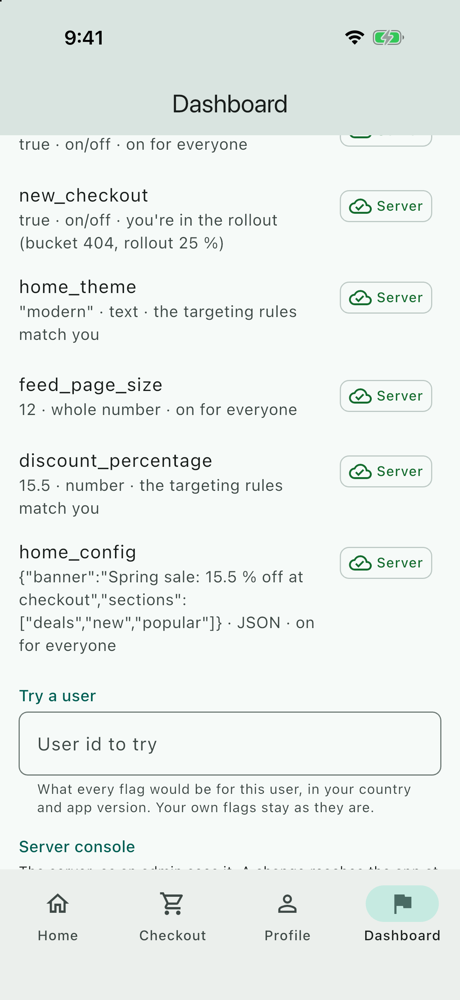 9:41
Dashboard
true · on/off · on for everyone
new_checkout
true · on/off · you're in the rollout
(bucket 404, rollout 25 %)
Server
home_theme
"modern" · text · the targeting rules
match you
Server
feed_page_size
12 · whole number · on for everyone
Server
discount_percentage
15.5 · number · the targeting rules
match you
Server
home_config
{"banner":"Spring sale: 15.5 % off at
checkout","sections":
["deals","new","popular"]} · JSON · on
for everyone
Server
Try a user
User id to try
What every flag would be for this user, in your country
and app version. Your own flags stay as they are.
Server console
Home
Checkout
Profile
Dashboard